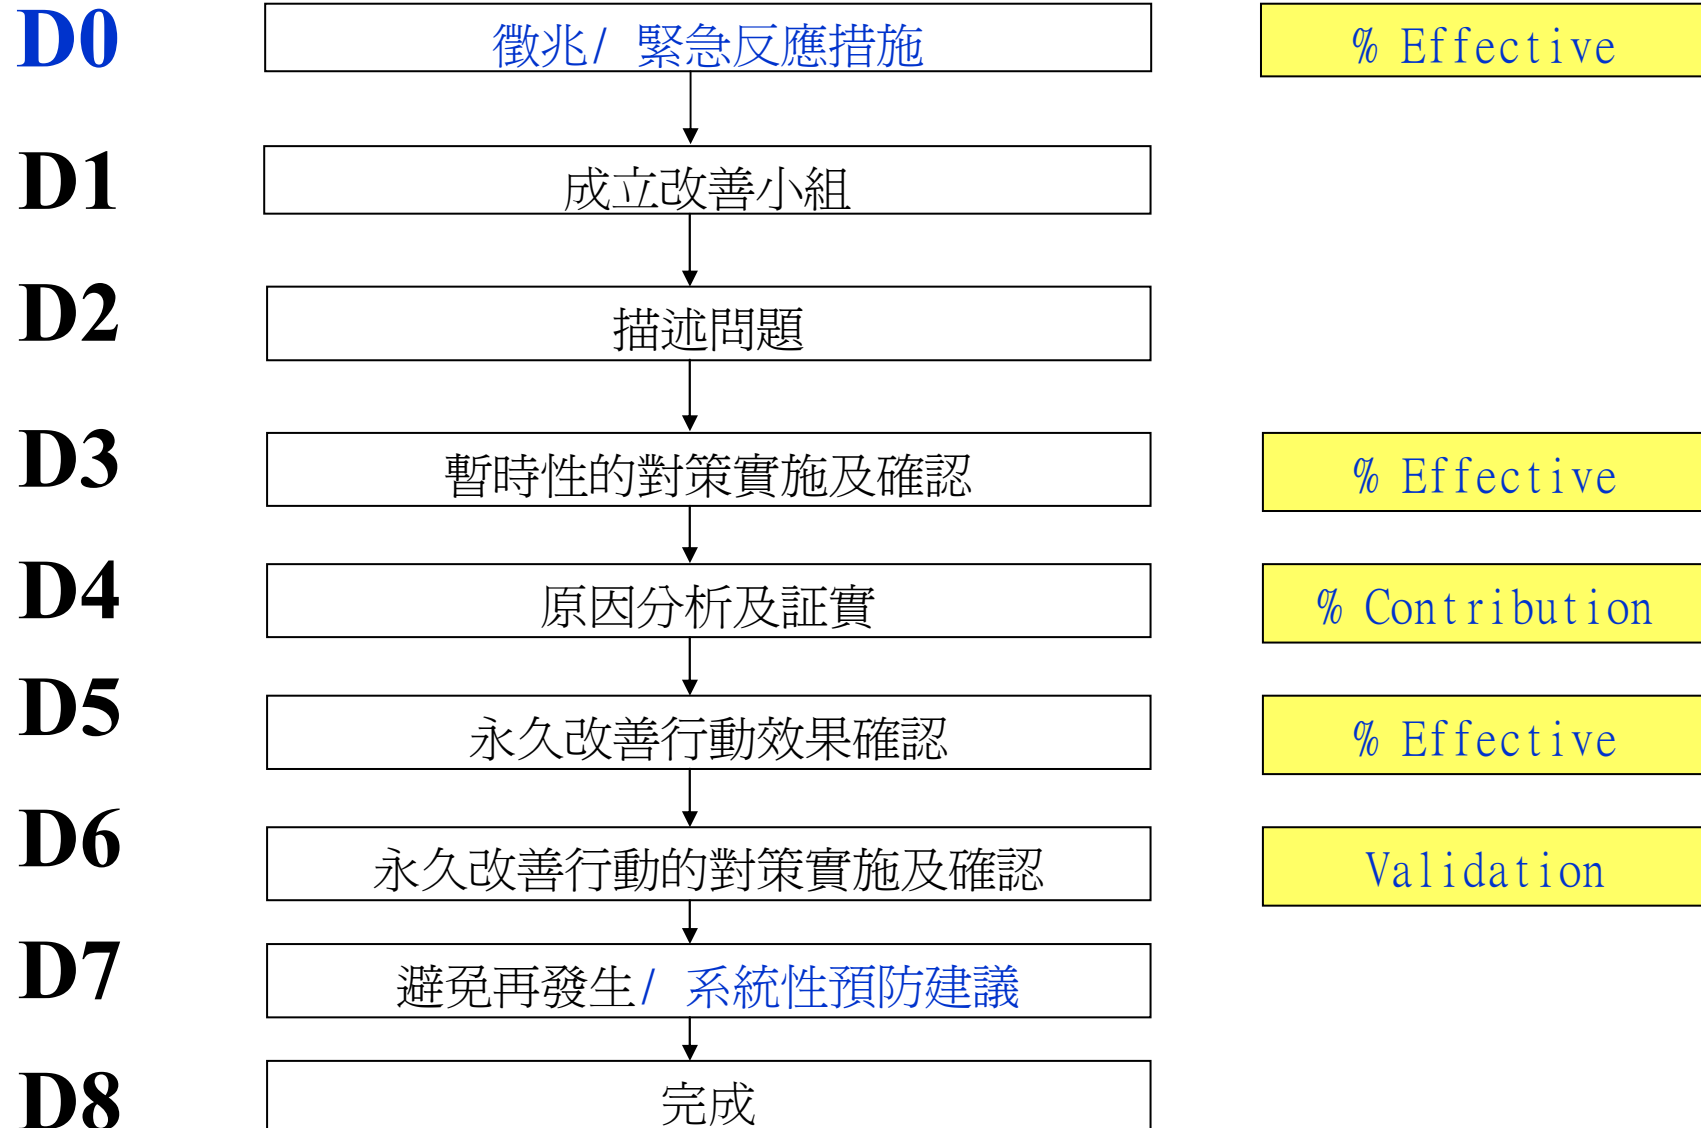 D0 徵兆/ 緊急反應措施 % Effective
D1 成立改善小組
D2 描述問題
D3 暫時性的對策實施及確認 % Effective
D4 原因分析及証實 % Contribution
D5 永久改善行動效果確認 % Effective
D6 永久改善行動的對策實施及確認 Validation
D7 避免再發生/ 系統性預防建議
D8 完成